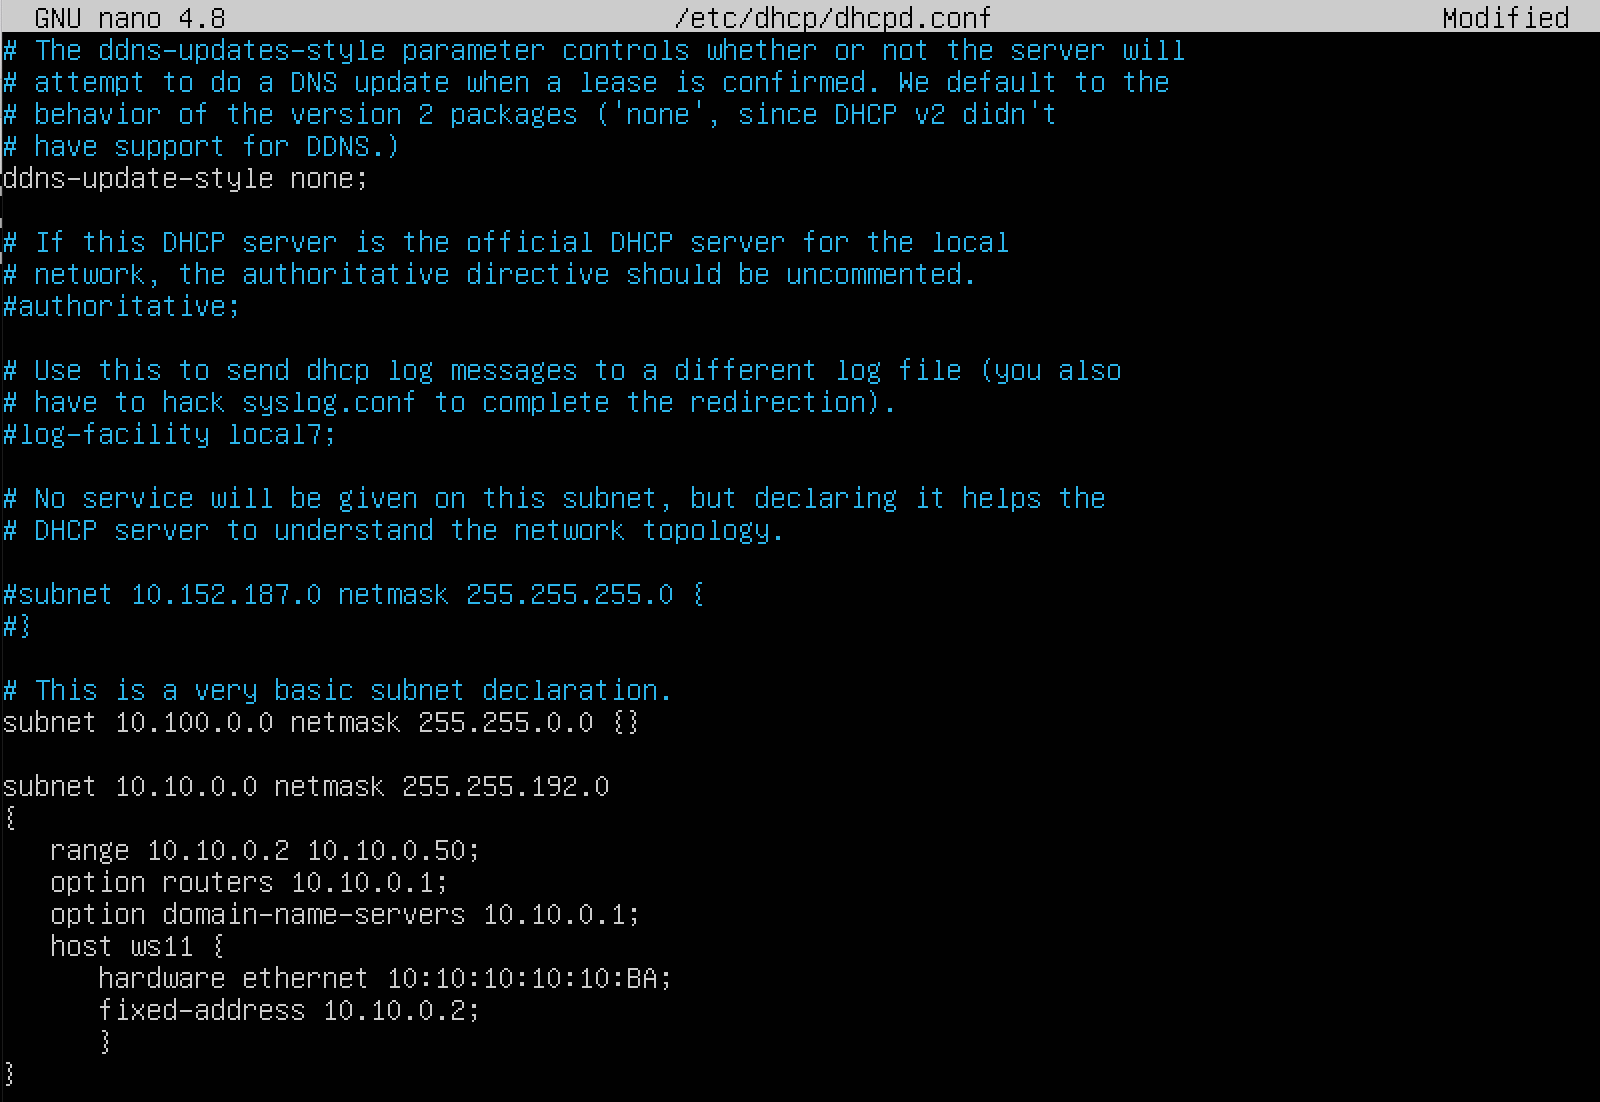 GNU nano 4.8 /etc/dhcp/dhcpd.conf Modified
# The ddns-updates-style parameter controls whether or not the server will
# attempt to do a DNS update when a lease is confirmed. We default to the
# behavior of the version 2 packages ('none', since DHCP v2 didn't
# have support for DDNS.)
ddns-update-style none;
# If this DHCP server is the official DHCP server for the local
# network, the authoritative directive should be uncommented.
#authoritative;
# Use this to send dhcp log messages to a different log file (you also
# have to hack syslog.conf to complete the redirection).
#log-facility local7;
# No service will be given on this subnet, but declaring it helps the
# DHCP server to understand the network topology.
#subnet 10.152.187.0 netmask 255.255.255.0 {
#}
# This is a very basic subnet declaration.
subnet 10.100.0.0 netmask 255.255.0.0 {}
subnet 10.10.0.0 netmask 255.255.192.0
{
range 10.10.0.2 10.10.0.50;
option routers 10.10.0.1;
option domain-name-servers 10.10.0.1;
host ws11 {
hardware ethernet 10:10:10:10:10:BA;
fixed-address 10.10.0.2;
}
}